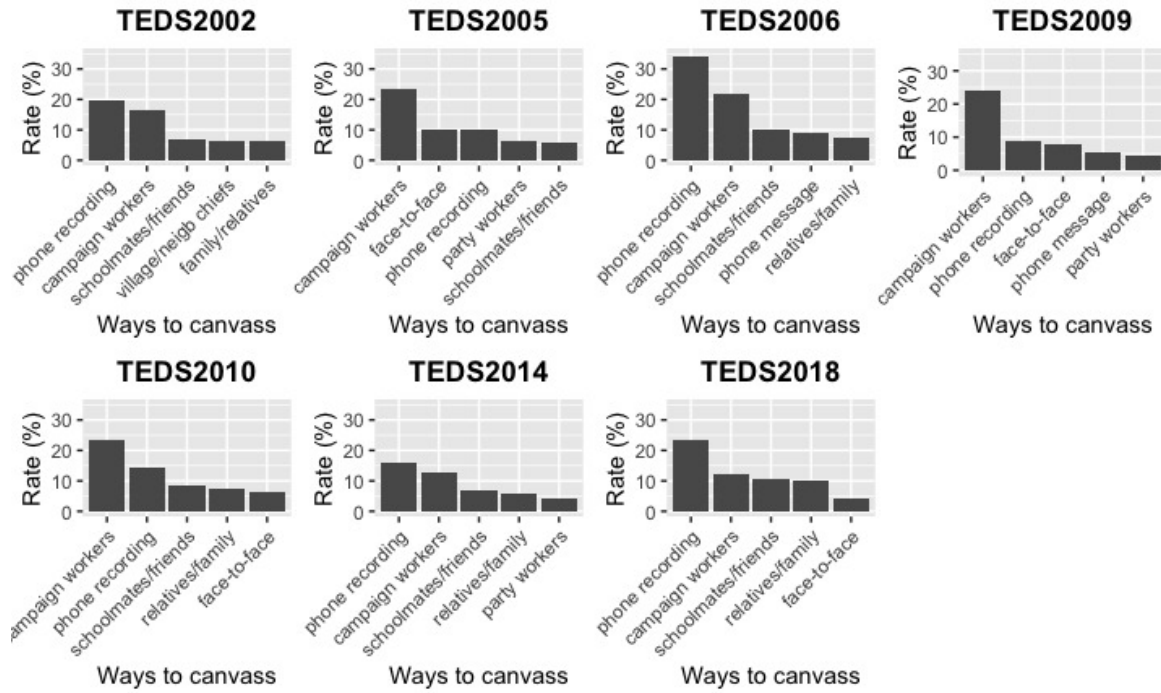 TEDS2002
Rate (%)
30
20
10
0
phone recording
campaign workers
schoolmates/friends
village/neigb chiefs
family/relatives
Ways to canvass
TEDS2005
Rate (%)
30
20
10
0
campaign workers
face-to-face
phone recording
party workers
schoolmates/friends
Ways to canvass
TEDS2006
Rate (%)
30
20
10
0
phone recording
campaign workers
schoolmates/friends
phone message
relatives/family
Ways to canvass
TEDS2009
Rate (%)
30
20
10
0
campaign workers
phone recording
face-to-face
phone message
party workers
Ways to canvass
TEDS2010
Rate (%)
30
20
10
0
ampaign workers
phone recording
schoolmates/friends
relatives/family
face-to-face
Ways to canvass
TEDS2014
Rate (%)
30
20
10
0
phone recording
campaign workers
schoolmates/friends
relatives/family
party workers
Ways to canvass
TEDS2018
Rate (%)
30
20
10
0
phone recording
campaign workers
schoolmates/friends
relatives/family
face-to-face
Ways to canvass